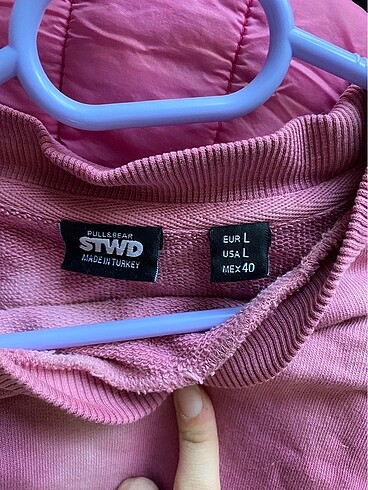 PULL&BEAR
STWD
MADE IN TURKEY
EUR L
USA L
MEX 40